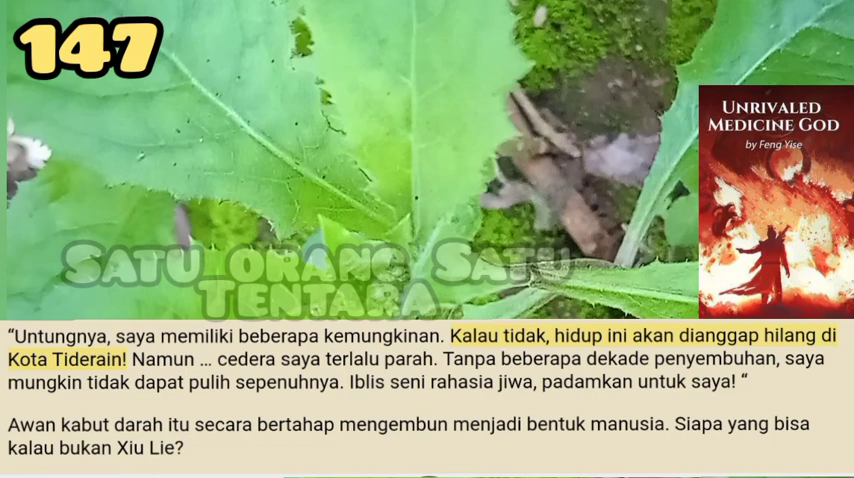 147
UNRIVALED
MEDICINE GOD
by Feng Yise
SATU ORANG SATU
TENTARA
“Untungnya, saya memiliki beberapa kemungkinan. Kalau tidak, hidup ini akan dianggap hilang di
Kota Tiderain! Namun ... cedera saya terlalu parah. Tanpa beberapa dekade penyembuhan, saya
mungkin tidak dapat pulih sepenuhnya. Iblis seni rahasia jiwa, padamkan untuk saya! “
Awan kabut darah itu secara bertahap mengembun menjadi bentuk manusia. Siapa yang bisa
kalau bukan Xiu Lie?